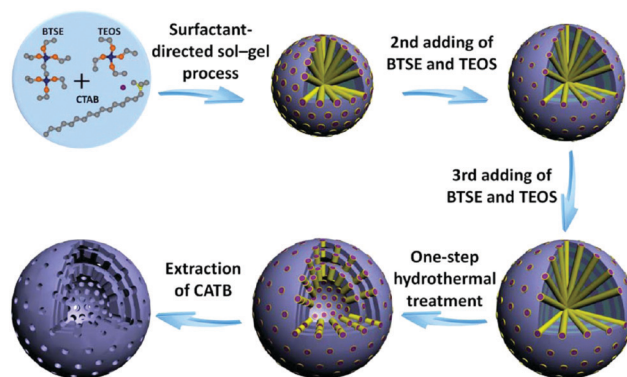 BTSE
TEOS
+
CTAB
Surfactant-
directed sol–gel
process
2nd adding of
BTSE and TEOS
3rd adding of
BTSE and TEOS
One-step
hydrothermal
treatment
Extraction
of CATB